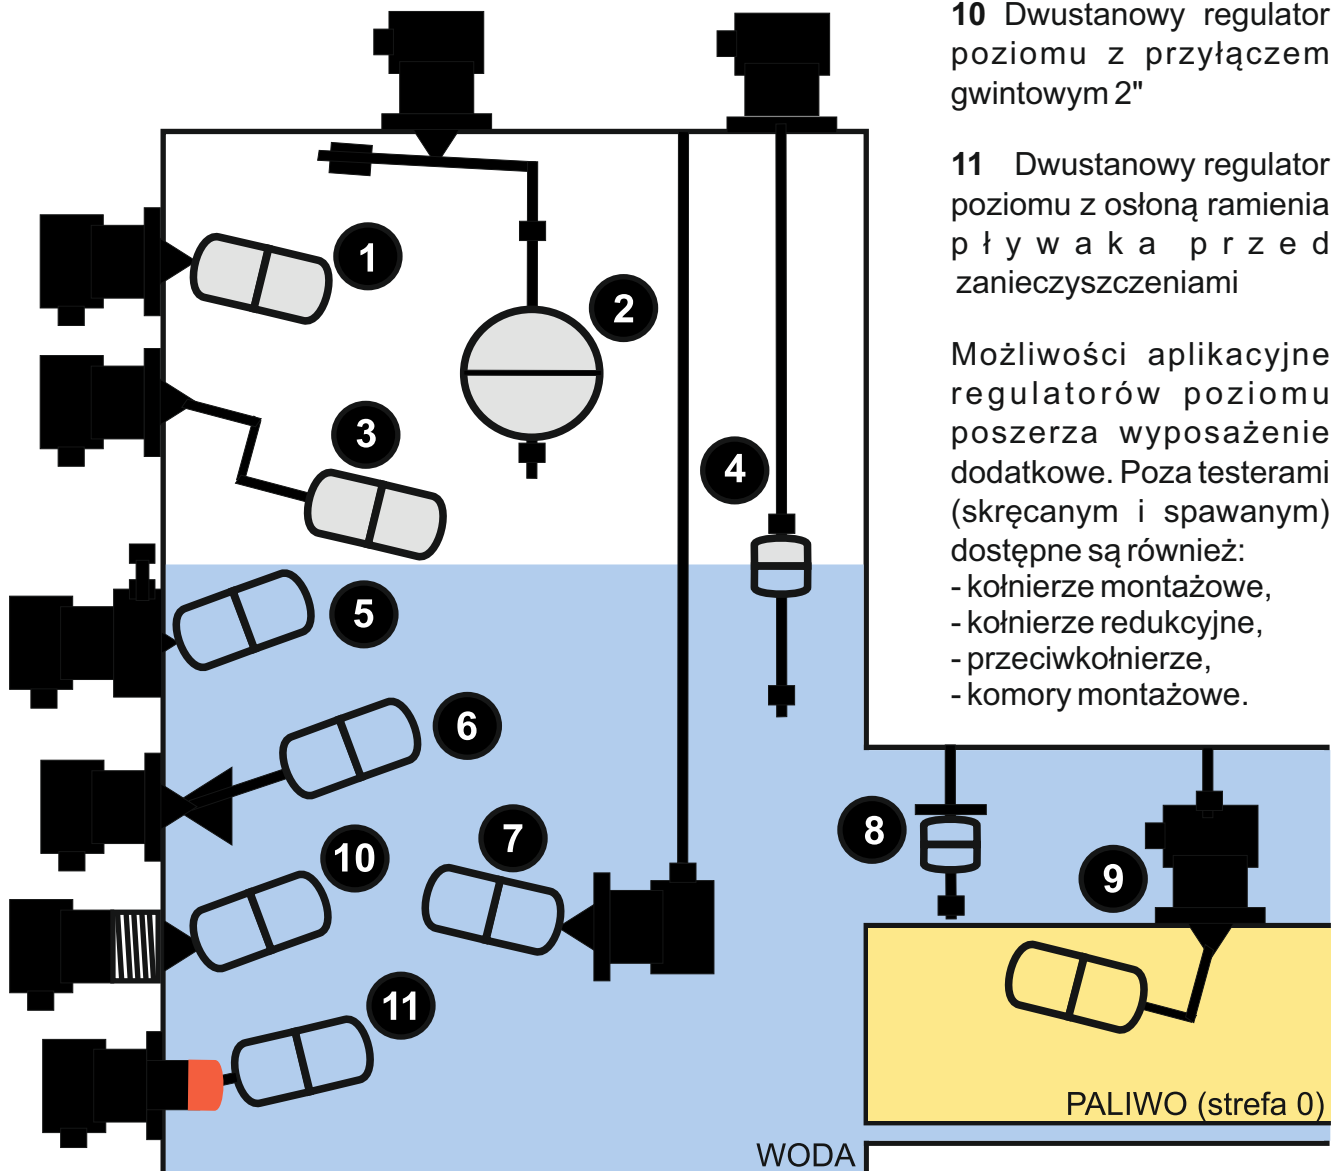 10 Dwustanowy regulator
poziomu z przyłączem
gwintowym 2"
11 Dwustanowy regulator
poziomu z osłoną ramienia
pływaka przed
zanieczyszczeniami
Możliwości aplikacyjne
regulatorów poziomu
poszerza wyposażenie
dodatkowe. Poza testerami
(skręcanym i spawanym)
dostępne są również:
- kołnierze montażowe,
- kołnierze redukcyjne,
- przeciwkołnierze,
- komory montażowe.
1
2
3
4
5
6
7
8
9
10
11
PALIWO (strefa 0)
WODA